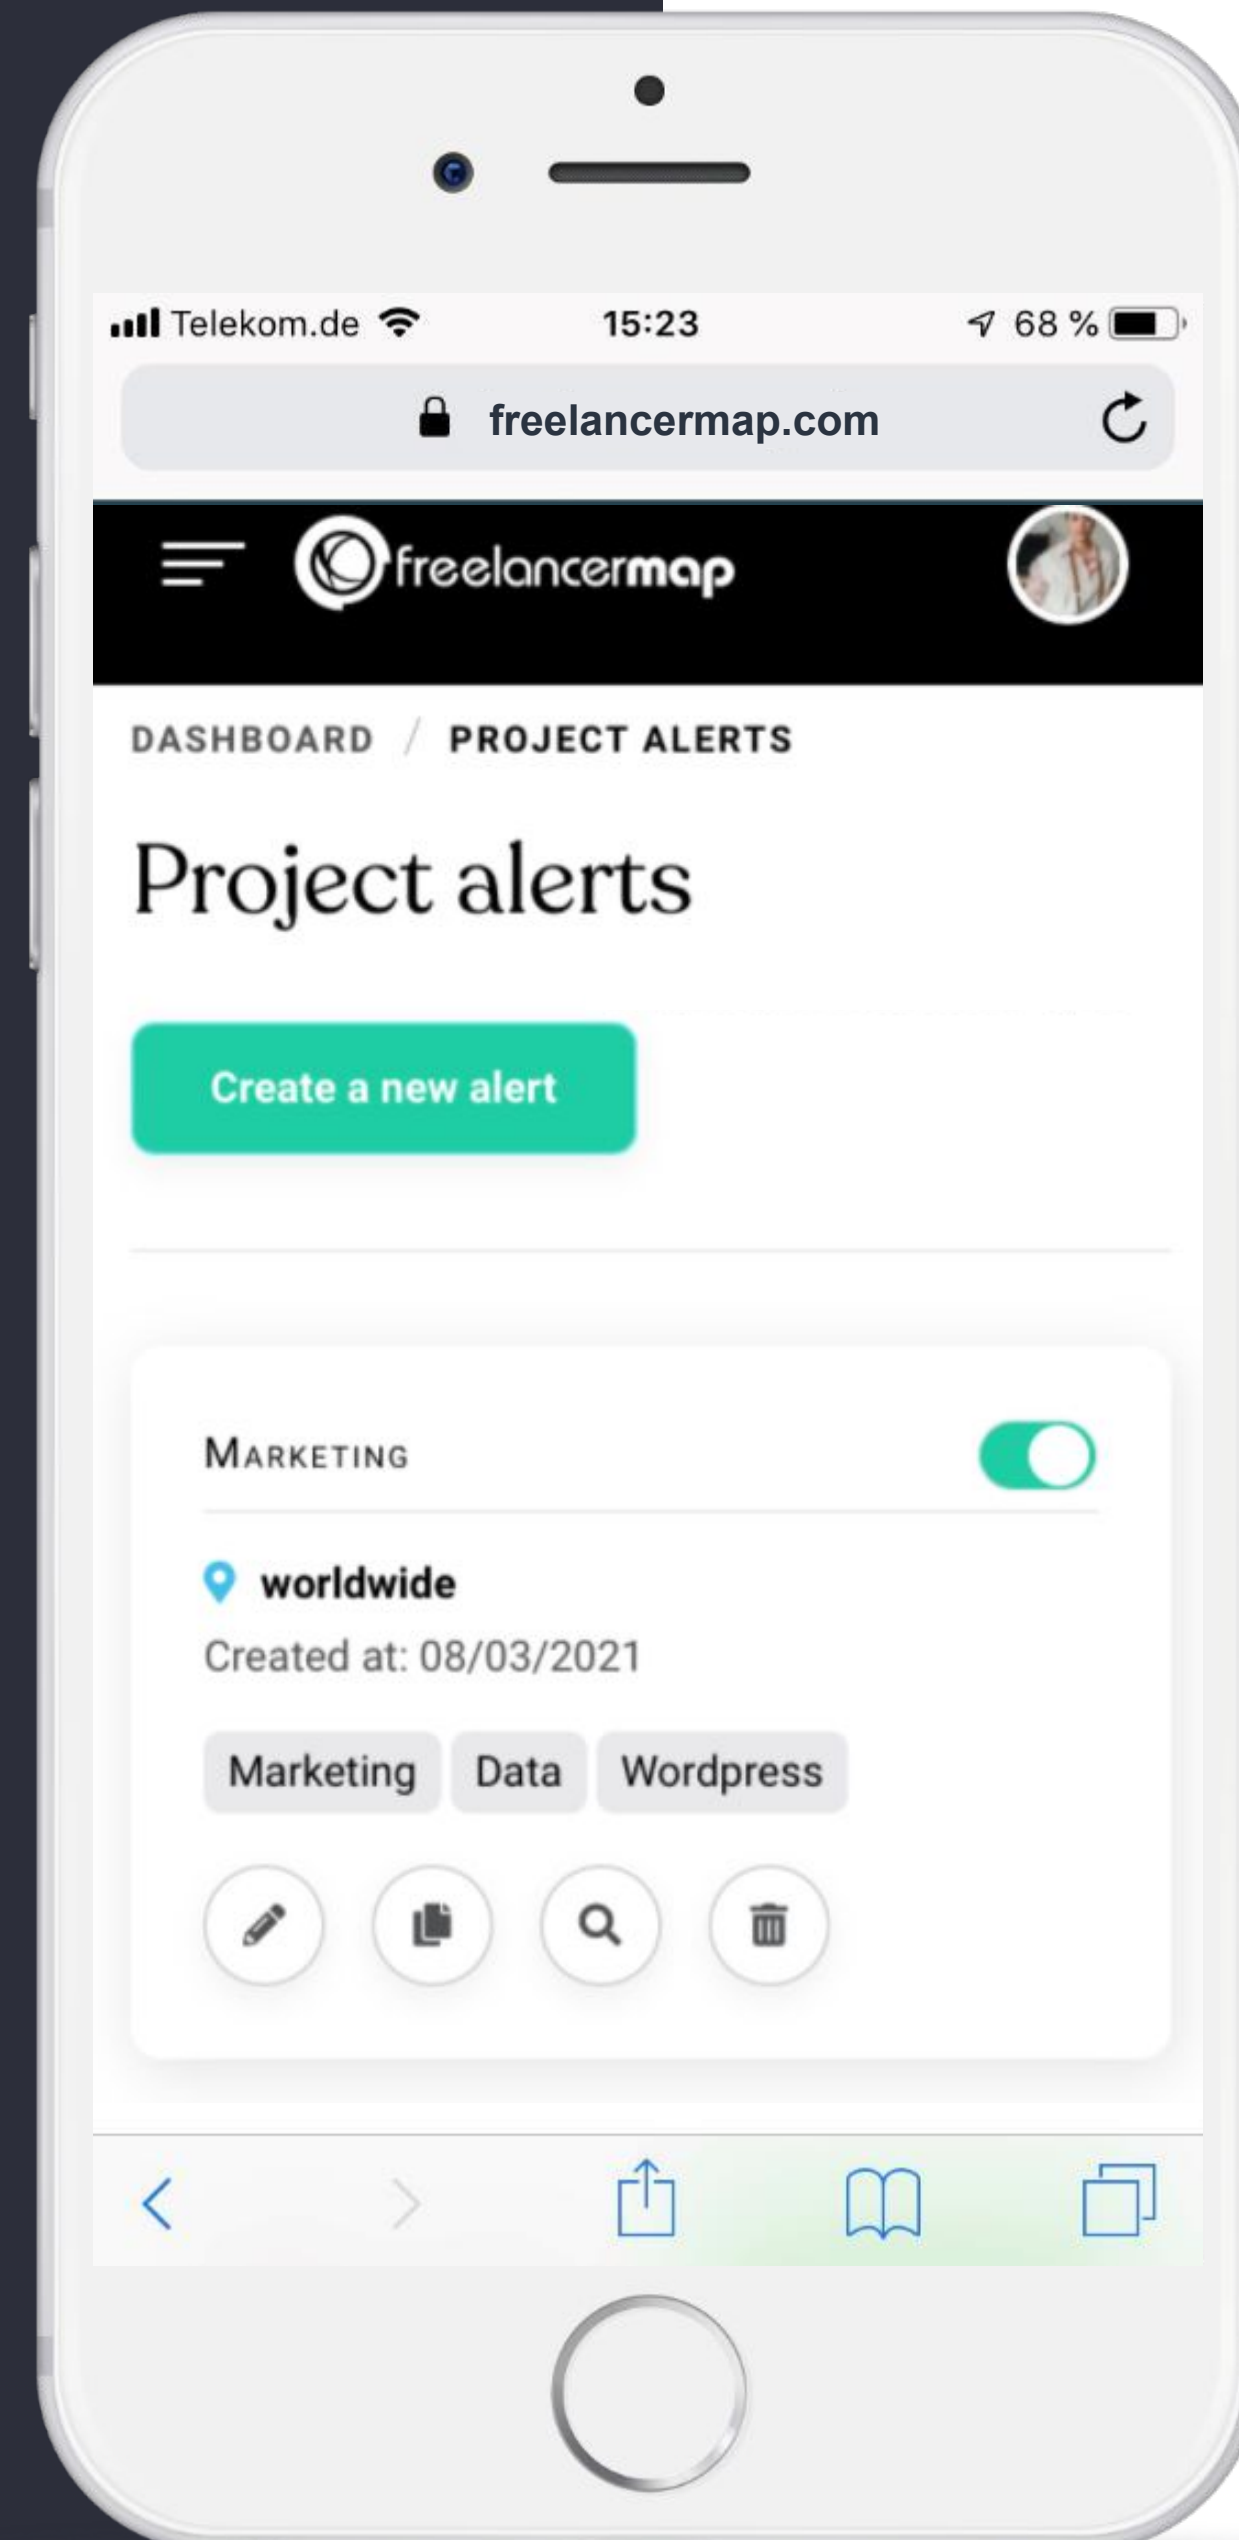 Telekom.de 15:23 68 %
freelancermap.com
freelancermap
DASHBOARD / PROJECT ALERTS
Project alerts
Create a new alert
MARKETING
worldwide
Created at: 08/03/2021
Marketing Data Wordpress